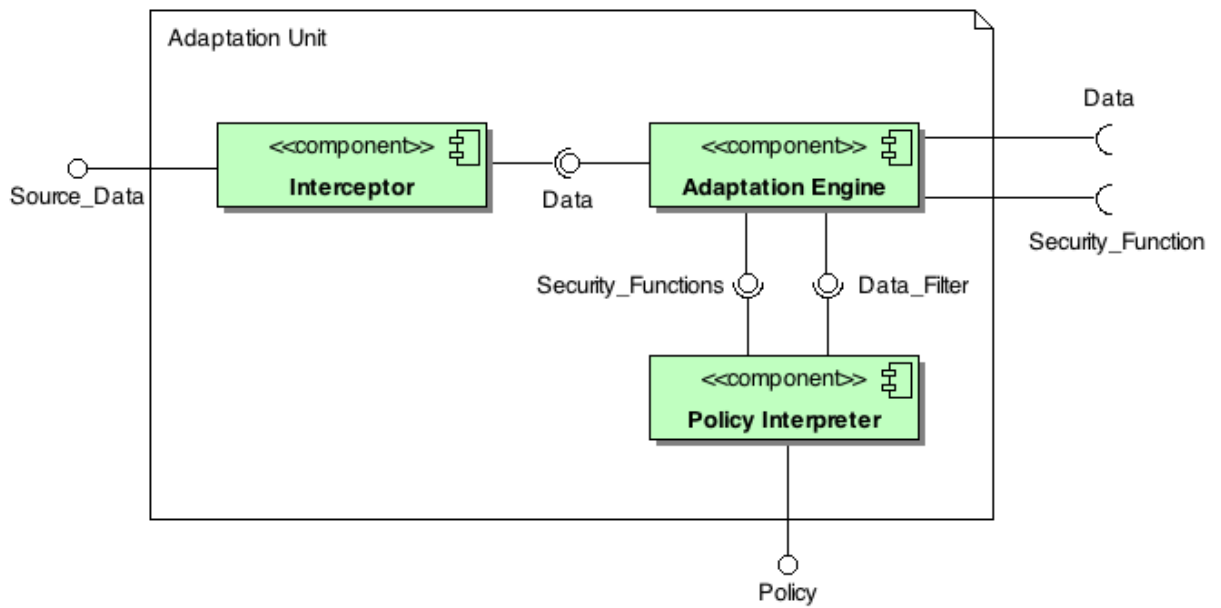 Adaptation Unit
Data
<<component>>
Interceptor
<<component>>
Adaptation Engine
Source_Data
Data
Security_Function
Security_Functions
Data_Filter
<<component>>
Policy Interpreter
Policy